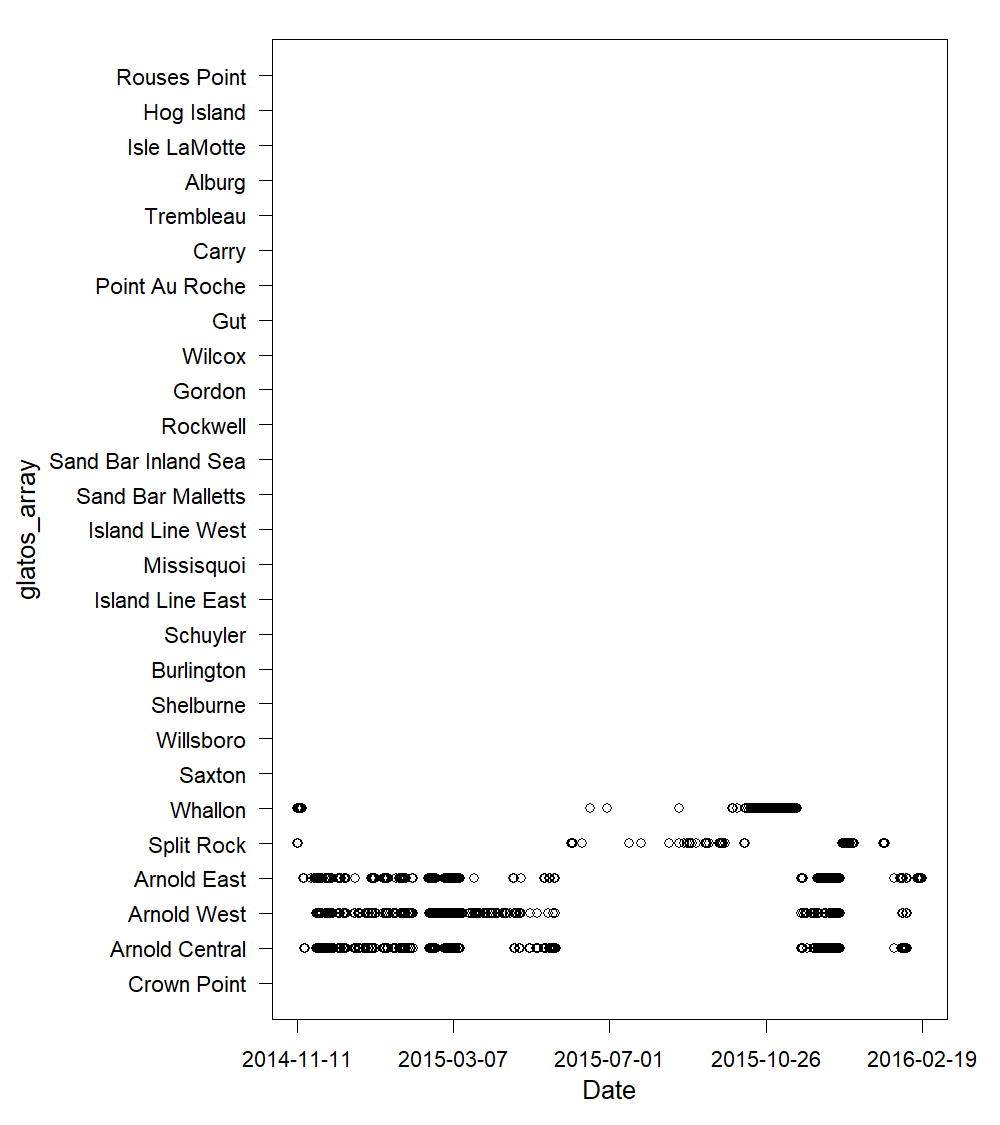 Rouses Point
Hog Island
Isle LaMotte
Alburg
Trembleau
Carry
Point Au Roche
Gut
Wilcox
Gordon
Rockwell
Sand Bar Inland Sea
Sand Bar Malletts
Island Line West
Missisquoi
Island Line East
Schuyler
Burlington
Shelburne
Willsboro
Saxton
Whallon
Split Rock
Arnold East
Arnold West
Arnold Central
Crown Point
glatos_array
2014-11-11 2015-03-07 2015-07-01 2015-10-26 2016-02-19
Date